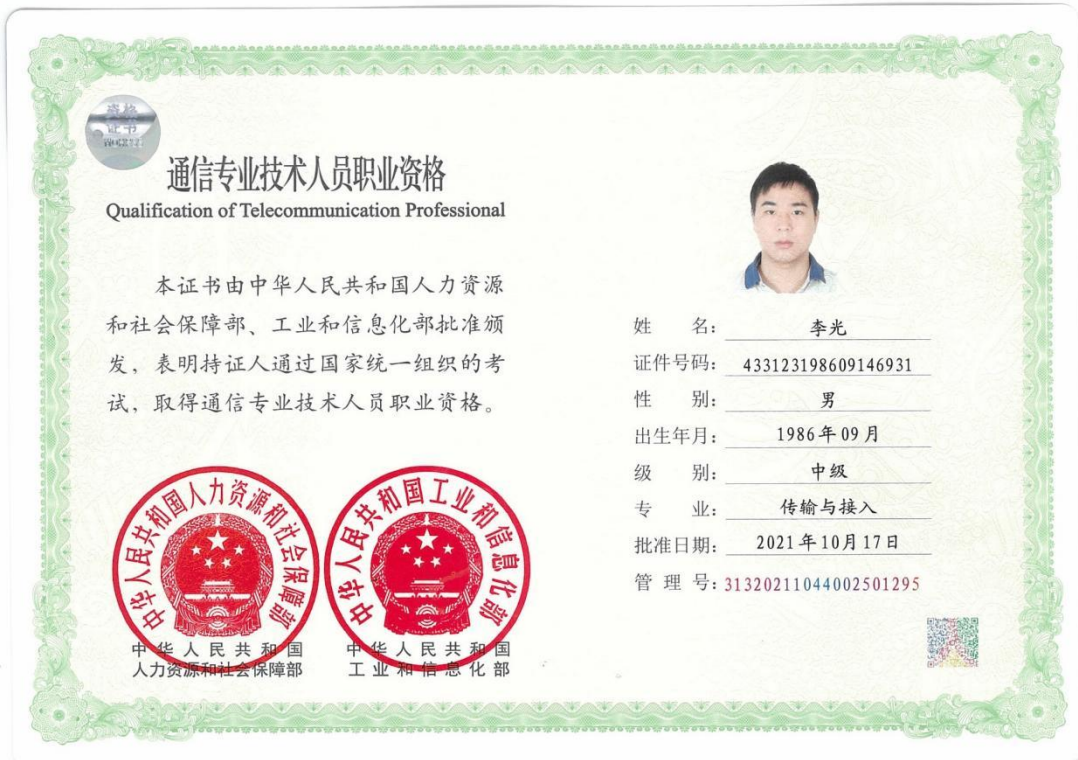 资格
证书
通信专业技术人员职业资格
Qualification of Telecommunication Professional
本证书由中华人民共和国人力资源
和社会保障部、工业和信息化部批准颁
发，表明持证人通过国家统一组织的考
试，取得通信专业技术人员职业资格。
中华人民共和国人力资源和社会保障部
中华人民共和国工业和信息化部
中华人民共和国
人力资源和社会保障部
中华人民共和国
工业和信息化部
姓 名： 李光
证件号码： 433123198609146931
性 别： 男
出生年月： 1986年09月
级 别： 中级
专 业： 传输与接入
批准日期： 2021年10月17日
管 理 号： 31320211044002501295